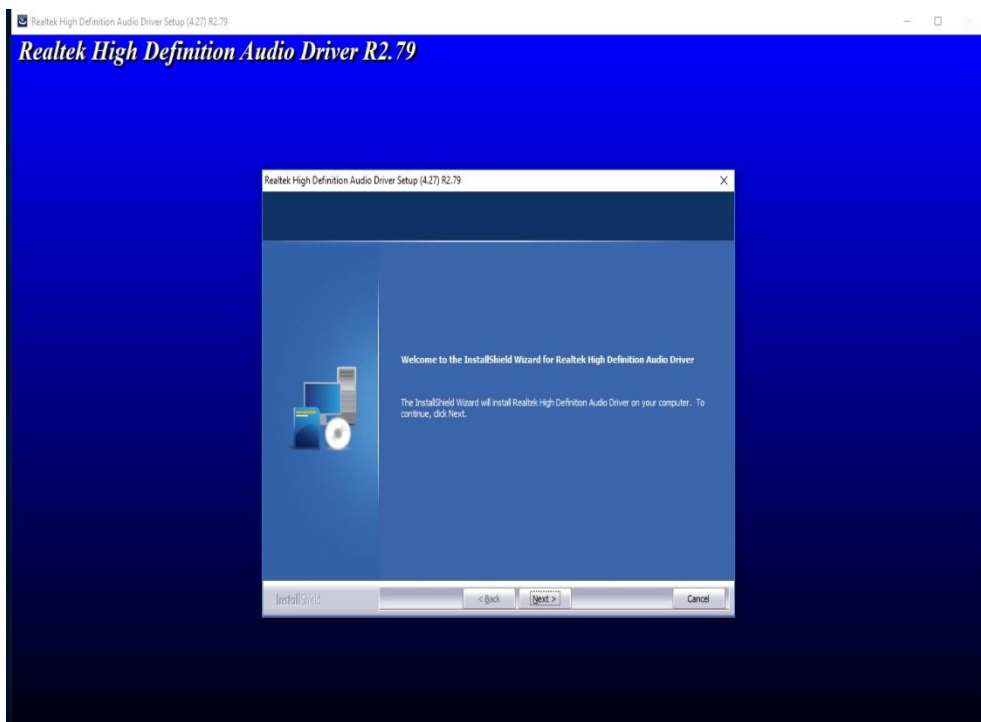 Realtek High Definition Audio Driver Setup (4.27) R2.79
Realtek High Definition Audio Driver R2.79
Realtek High Definition Audio Driver Setup (4.27) R2.79
Welcome to the InstallShield Wizard for Realtek High Definition Audio Driver
The InstallShield Wizard will install Realtek High Definition Audio Driver on your computer. To
continue, click Next.
InstallShield
< Back
Next >
Cancel